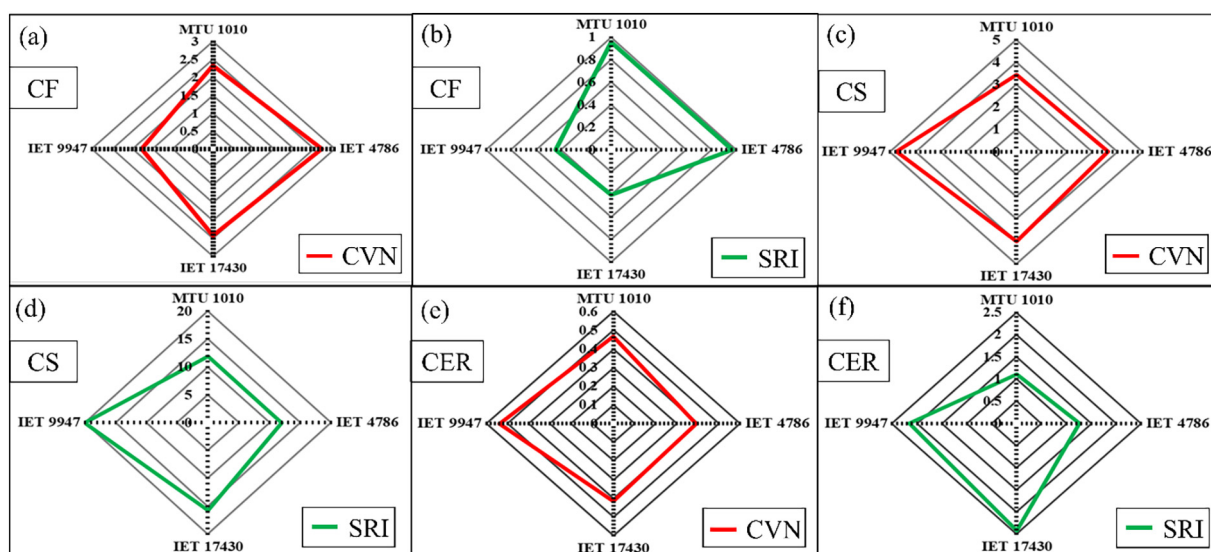 (a)
CF
MTU 1010
3
2.5
2
1.5
1
0.5
0
IET 9947
IET 4786
IET 17430
CVN
(b)
CF
MTU 1010
1
0.8
0.6
0.4
0.2
0
IET 9947
IET 4786
IET 17430
SRI
(c)
CS
MTU 1010
5
4
3
2
1
0
IET 9947
IET 4786
IET 17430
CVN
(d)
CS
MTU 1010
20
15
10
5
0
IET 9947
IET 4786
IET 17430
SRI
(e)
CER
MTU 1010
0.6
0.5
0.4
0.3
0.2
0.1
0
IET 9947
IET 4786
IET 17430
CVN
(f)
CER
MTU 1010
2.5
2
1.5
1
0.5
0
IET 9947
IET 4786
IET 17430
SRI